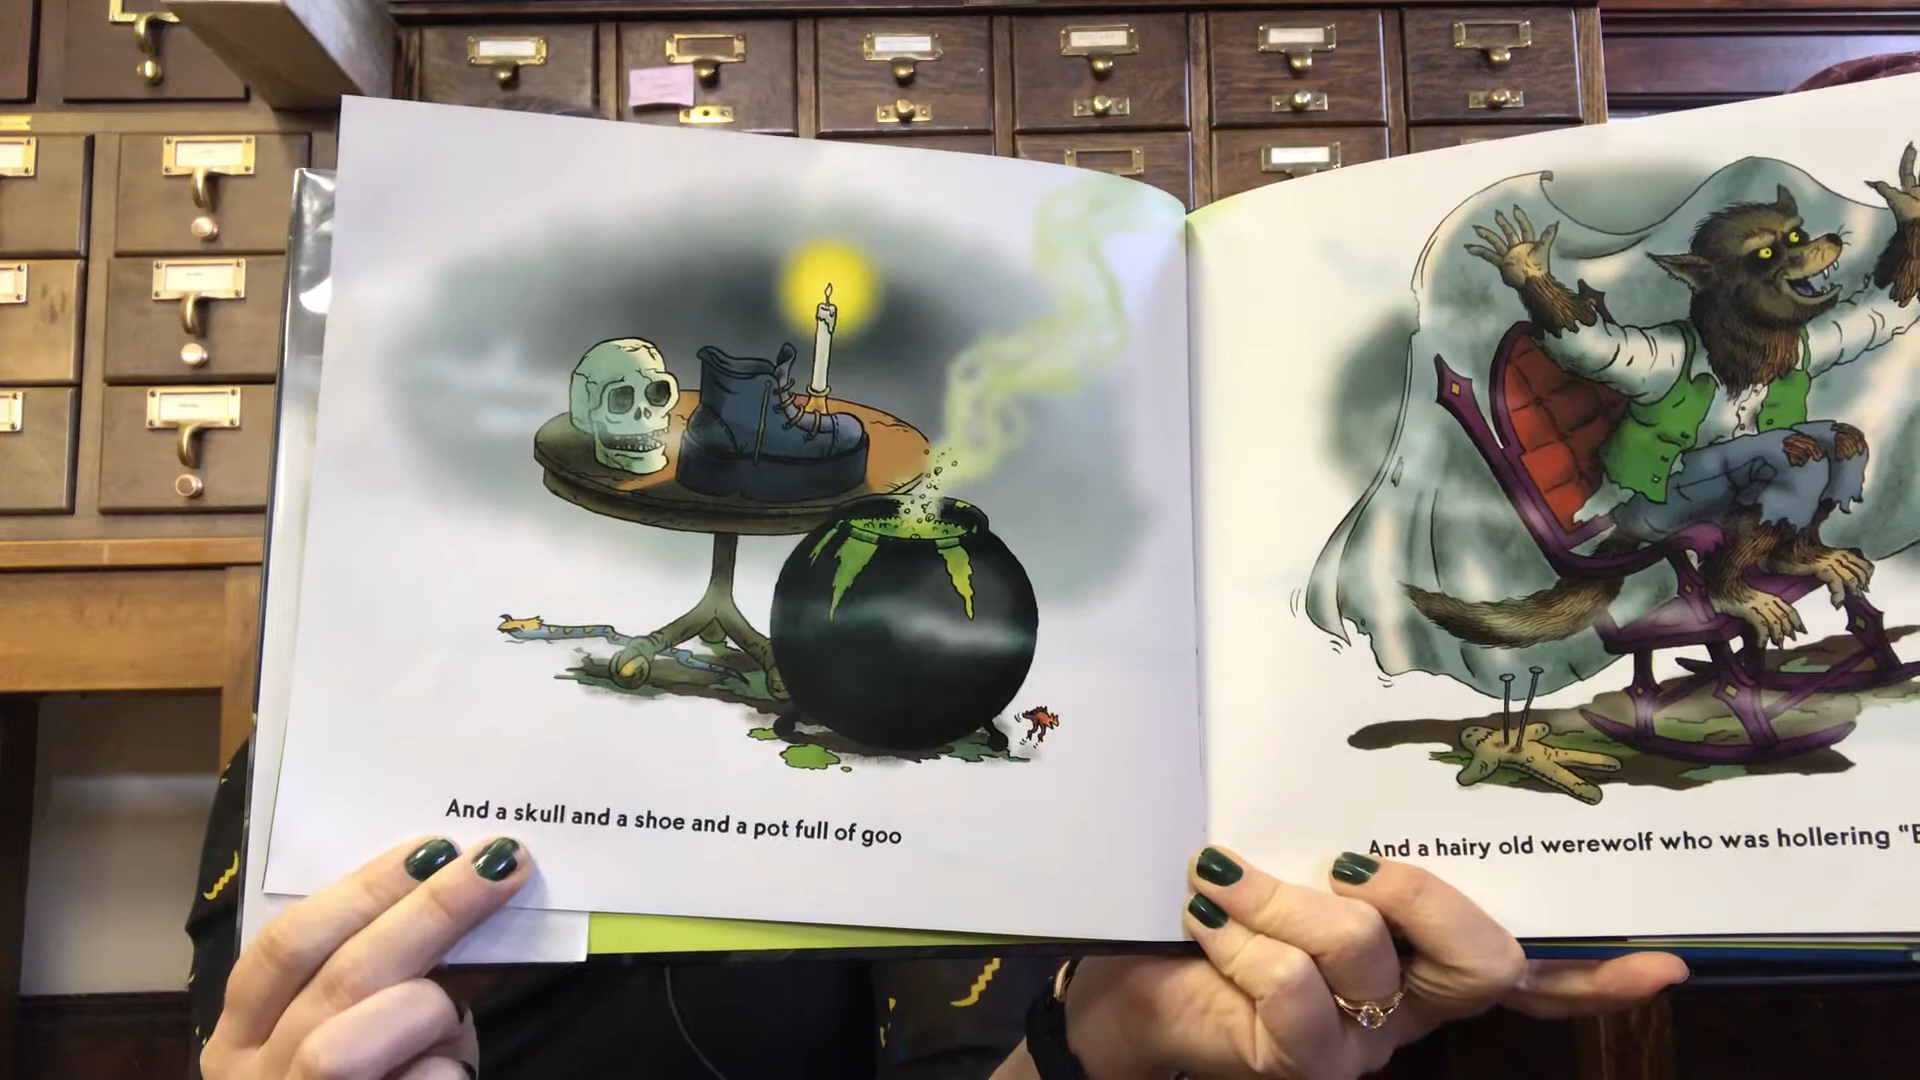 And a skull and a shoe and a pot full of goo
And a hairy old werewolf who was hollering "